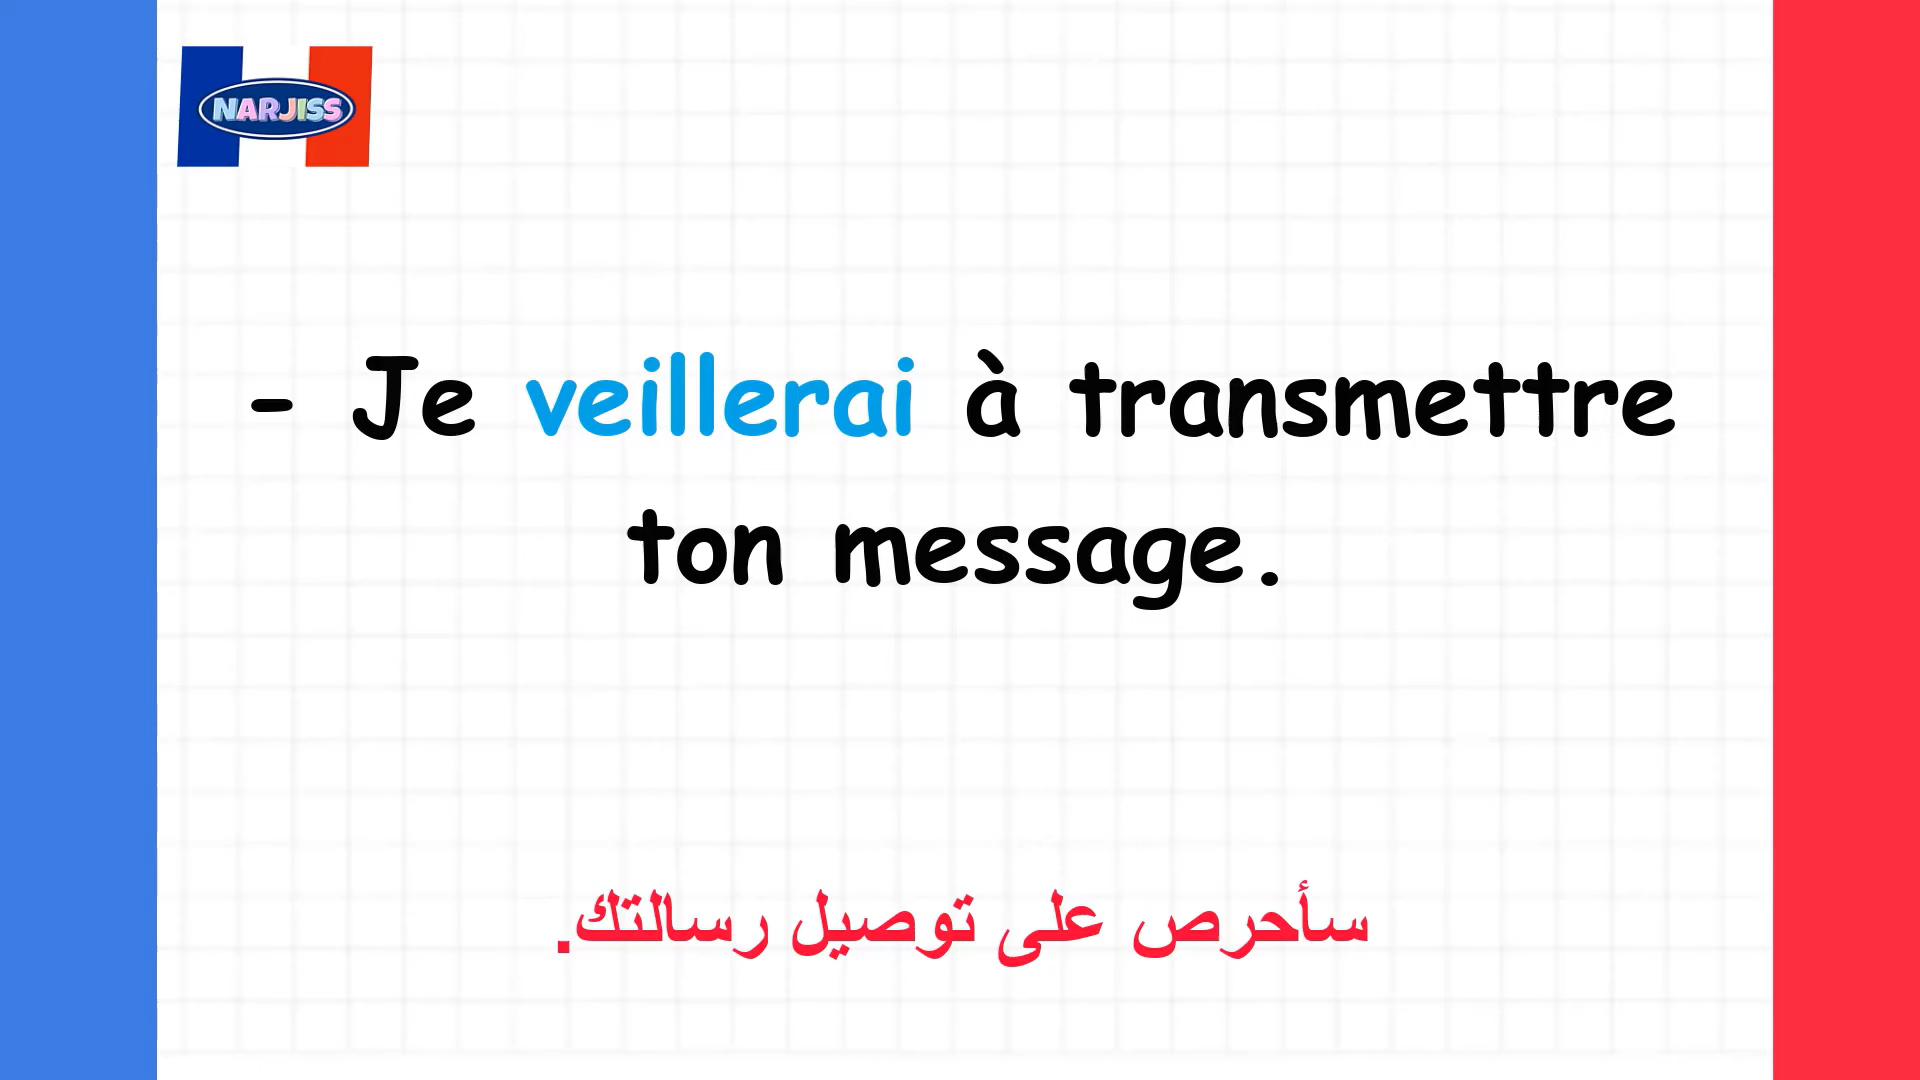 NARJISS
- Je veillerai à transmettre
ton message.
سأحرص على توصيل رسالتك.